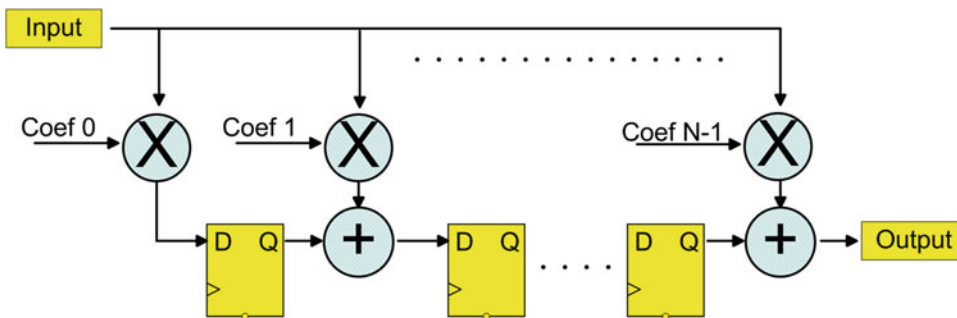 Input
Coef 0
X
Coef 1
X
Coef N-1
X
D Q
+
D Q
D Q
+
Output